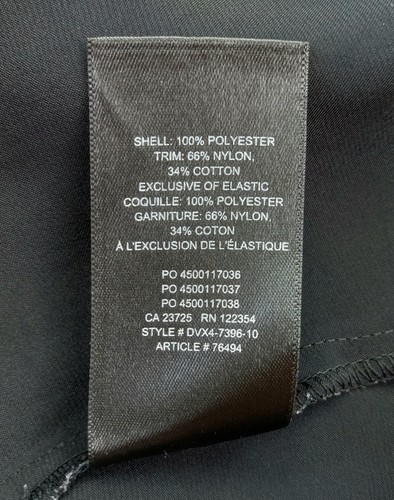 SHELL: 100% POLYESTER
TRIM: 66% NYLON,
34% COTTON
EXCLUSIVE OF ELASTIC
COQUILLE: 100% POLYESTER
GARNITURE: 66% NYLON,
34% COTON
À L'EXCLUSION DE L'ÉLASTIQUE
PO 4500117036
PO 4500117037
PO 4500117038
CA 23725 RN 122354
STYLE # DVX4-7396-10
ARTICLE # 76494